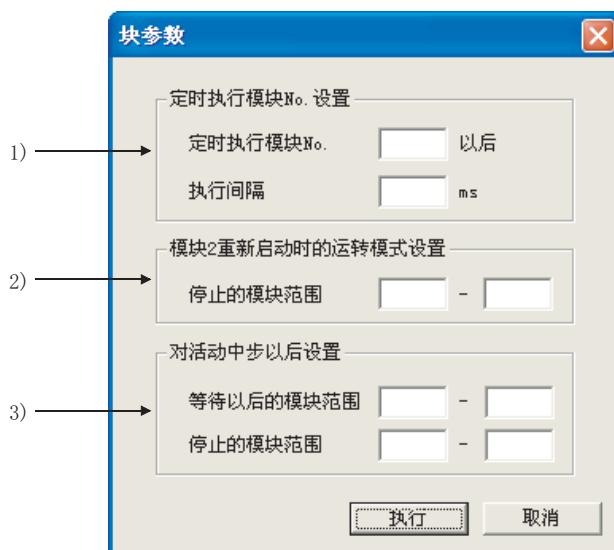 块参数
定时执行模块No.设置
1)
定时执行模块No. 以后
执行间隔 ms
模块2重新启动时的运转模式设置
2)
停止的模块范围 -
对活动中步以后设置
3)
等待以后的模块范围 -
停止的模块范围 -
执行 取消